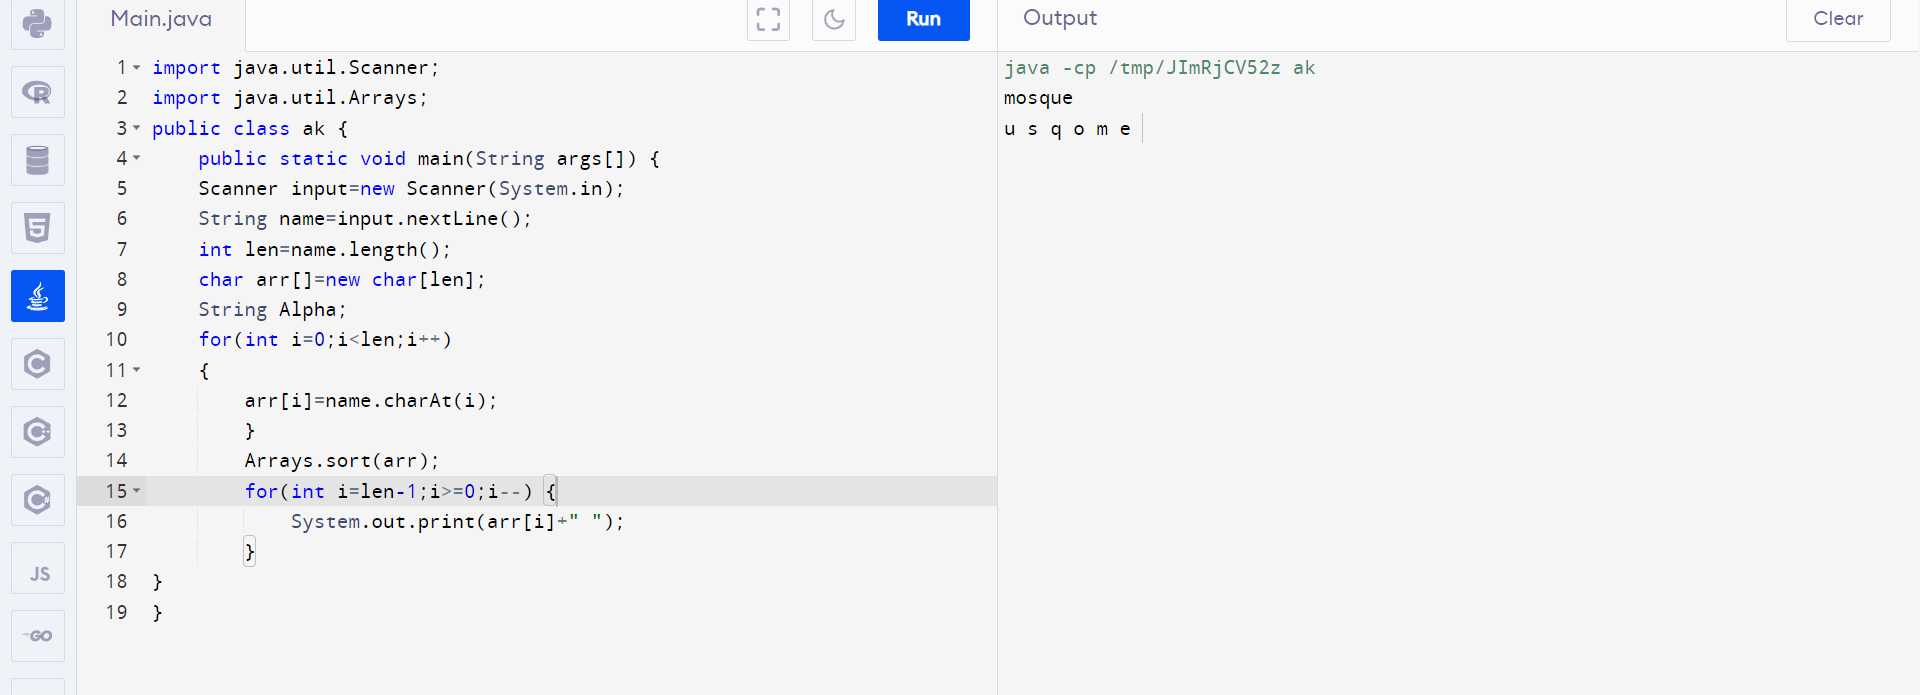 Main.java
Run
Output
Clear
1 import java.util.Scanner;
2 import java.util.Arrays;
3 public class ak {
4 public static void main(String args[]) {
5 Scanner input=new Scanner(System.in);
6 String name=input.nextLine();
7 int len=name.length();
8 char arr[]=new char[len];
9 String Alpha;
10 for(int i=0;i<len;i++)
11 {
12 arr[i]=name.charAt(i);
13 }
14 Arrays.sort(arr);
15 for(int i=len-1;i>=0;i--) {
16 System.out.print(arr[i]+" ");
17 }
18 }
19 }
java -cp /tmp/JImRjCV52z ak
mosque
u s q o m e
R
5
C
C++
C#
JS
GO